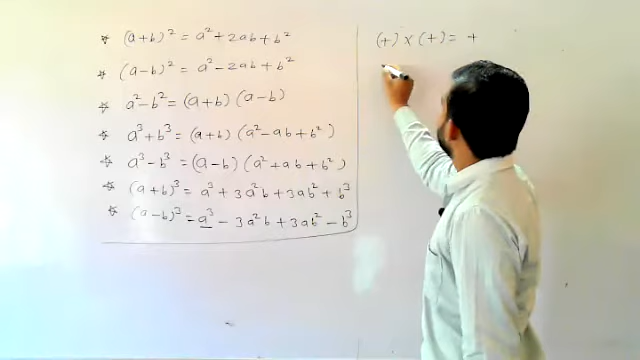 ☆ (a+b)² = a² + 2ab + b²
☆ (a-b)² = a² - 2ab + b²
☆ a² - b² = (a+b) (a-b)
☆ a³ + b³ = (a+b) (a² - ab + b²)
☆ a³ - b³ = (a-b) (a² + ab + b²)
☆ (a+b)³ = a³ + 3a²b + 3ab² + b³
☆ (a-b)³ = a³ - 3a²b + 3ab² - b³
(+) × (+) = +